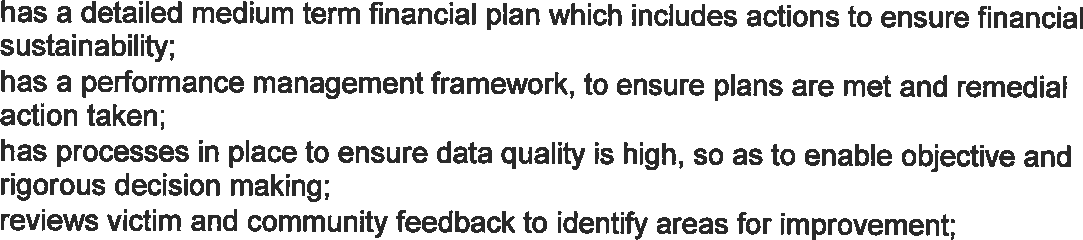 has a detailed medium term financial plan which includes actions to ensure financial
sustainability;
has a performance management framework, to ensure plans are met and remedial
action taken;
has processes in place to ensure data quality is high, so as to enable objective and
rigorous decision making;
reviews victim and community feedback to identify areas for improvement;